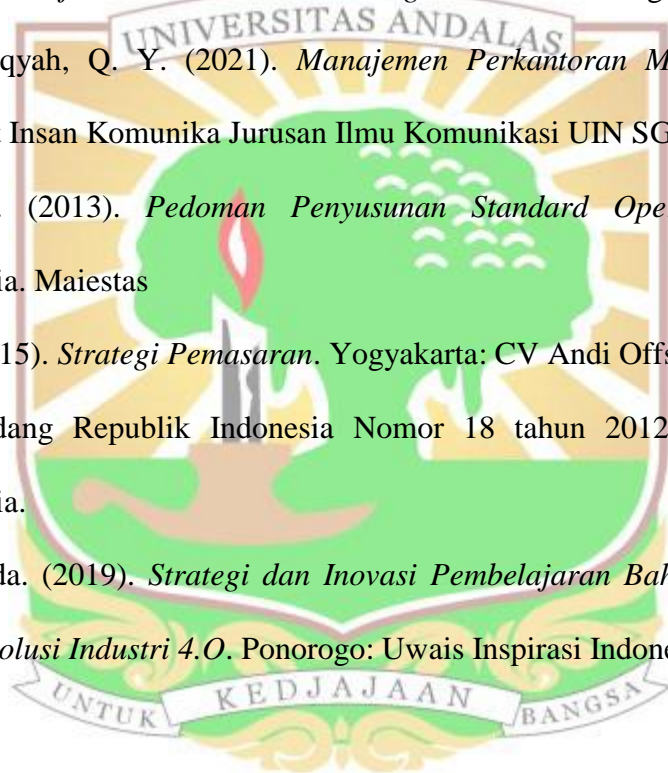 UNIVERSITAS ANDALAS
qyah, Q. Y. (2021). Manajemen Perkantoran M
Insan Komunika Jurusan Ilmu Komunikasi UIN SG
(2013). Pedoman Penyusunan Standard Ope
ia. Maiestas
15). Strategi Pemasaran. Yogyakarta: CV Andi Offs
dang Republik Indonesia Nomor 18 tahun 2012
ia.
da. (2019). Strategi dan Inovasi Pembelajaran Bah
olusi Industri 4.O. Ponorogo: Uwais Inspirasi Indone
UNTUK KEDJAJAAN BANGSA